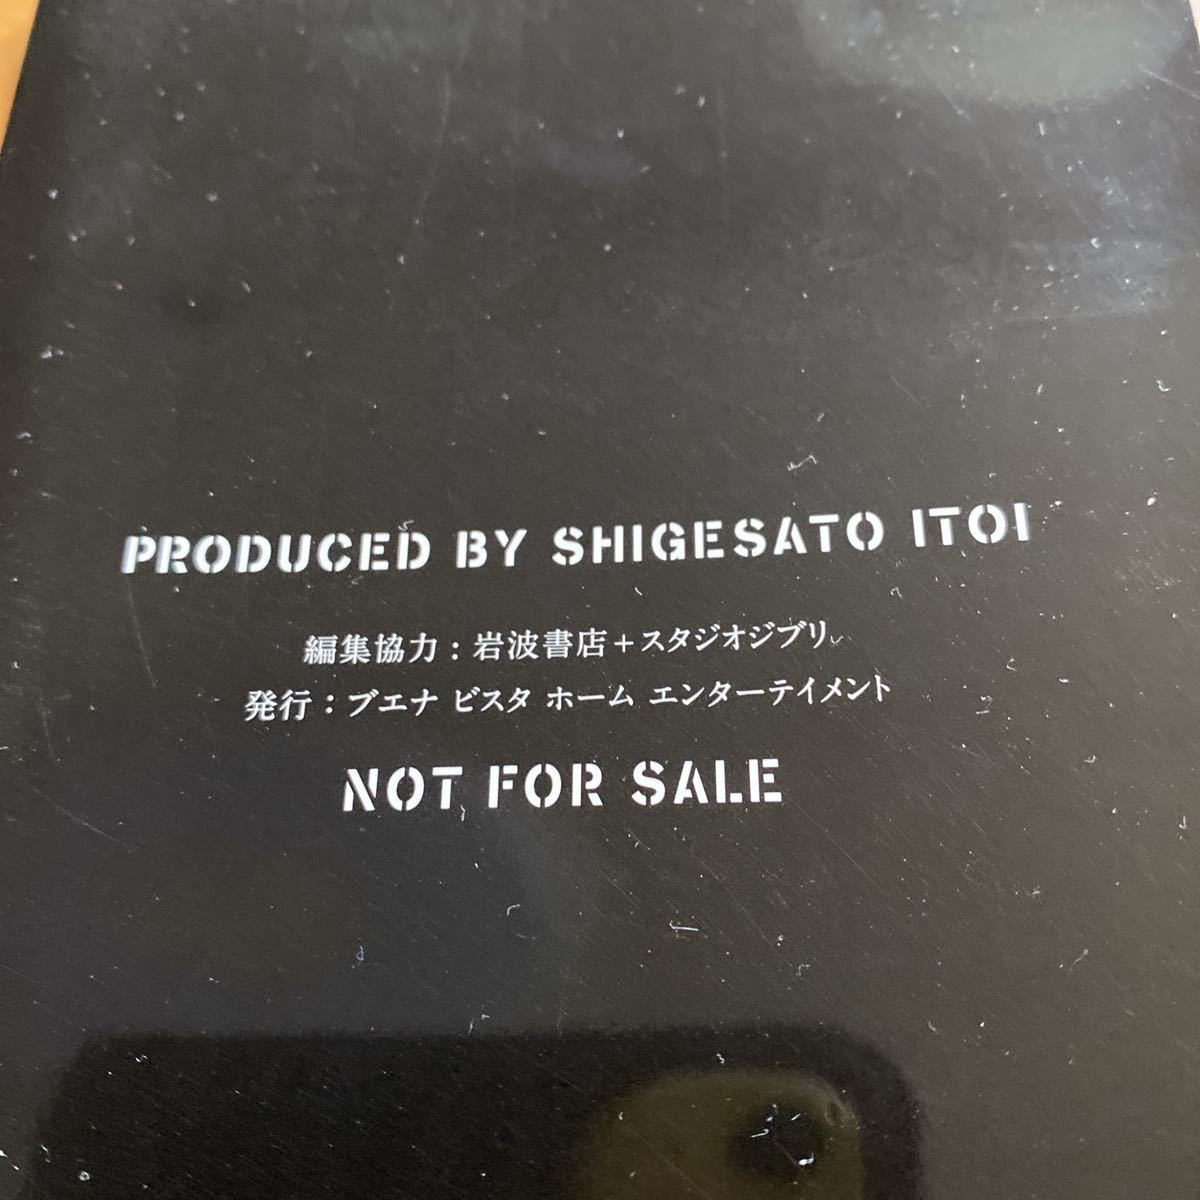 PRODUCED BY SHIGESATO ITOI
編集協力：岩波書店＋スタジオジブリ
発行：ブエナ ビスタ ホーム エンターテイメント
NOT FOR SALE